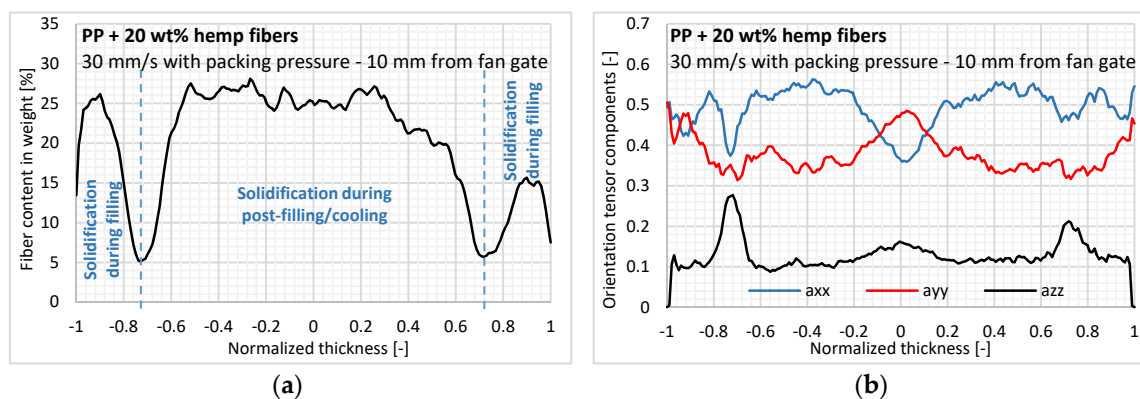 PP + 20 wt% hemp fibers
30 mm/s with packing pressure - 10 mm from fan gate
Fiber content in weight [%]
35
30
25
20
15
10
5
0
Solidification
during filling
Solidification during
post-filling/cooling
Solidification
during filling
-1 -0.8 -0.6 -0.4 -0.2 0 0.2 0.4 0.6 0.8 1
Normalized thickness [-]
(a)
PP + 20 wt% hemp fibers
30 mm/s with packing pressure - 10 mm from fan gate
Orientation tensor components [-]
0.7
0.6
0.5
0.4
0.3
0.2
0.1
0
axx ayy azz
-1 -0.8 -0.6 -0.4 -0.2 0 0.2 0.4 0.6 0.8 1
Normalized thickness [-]
(b)